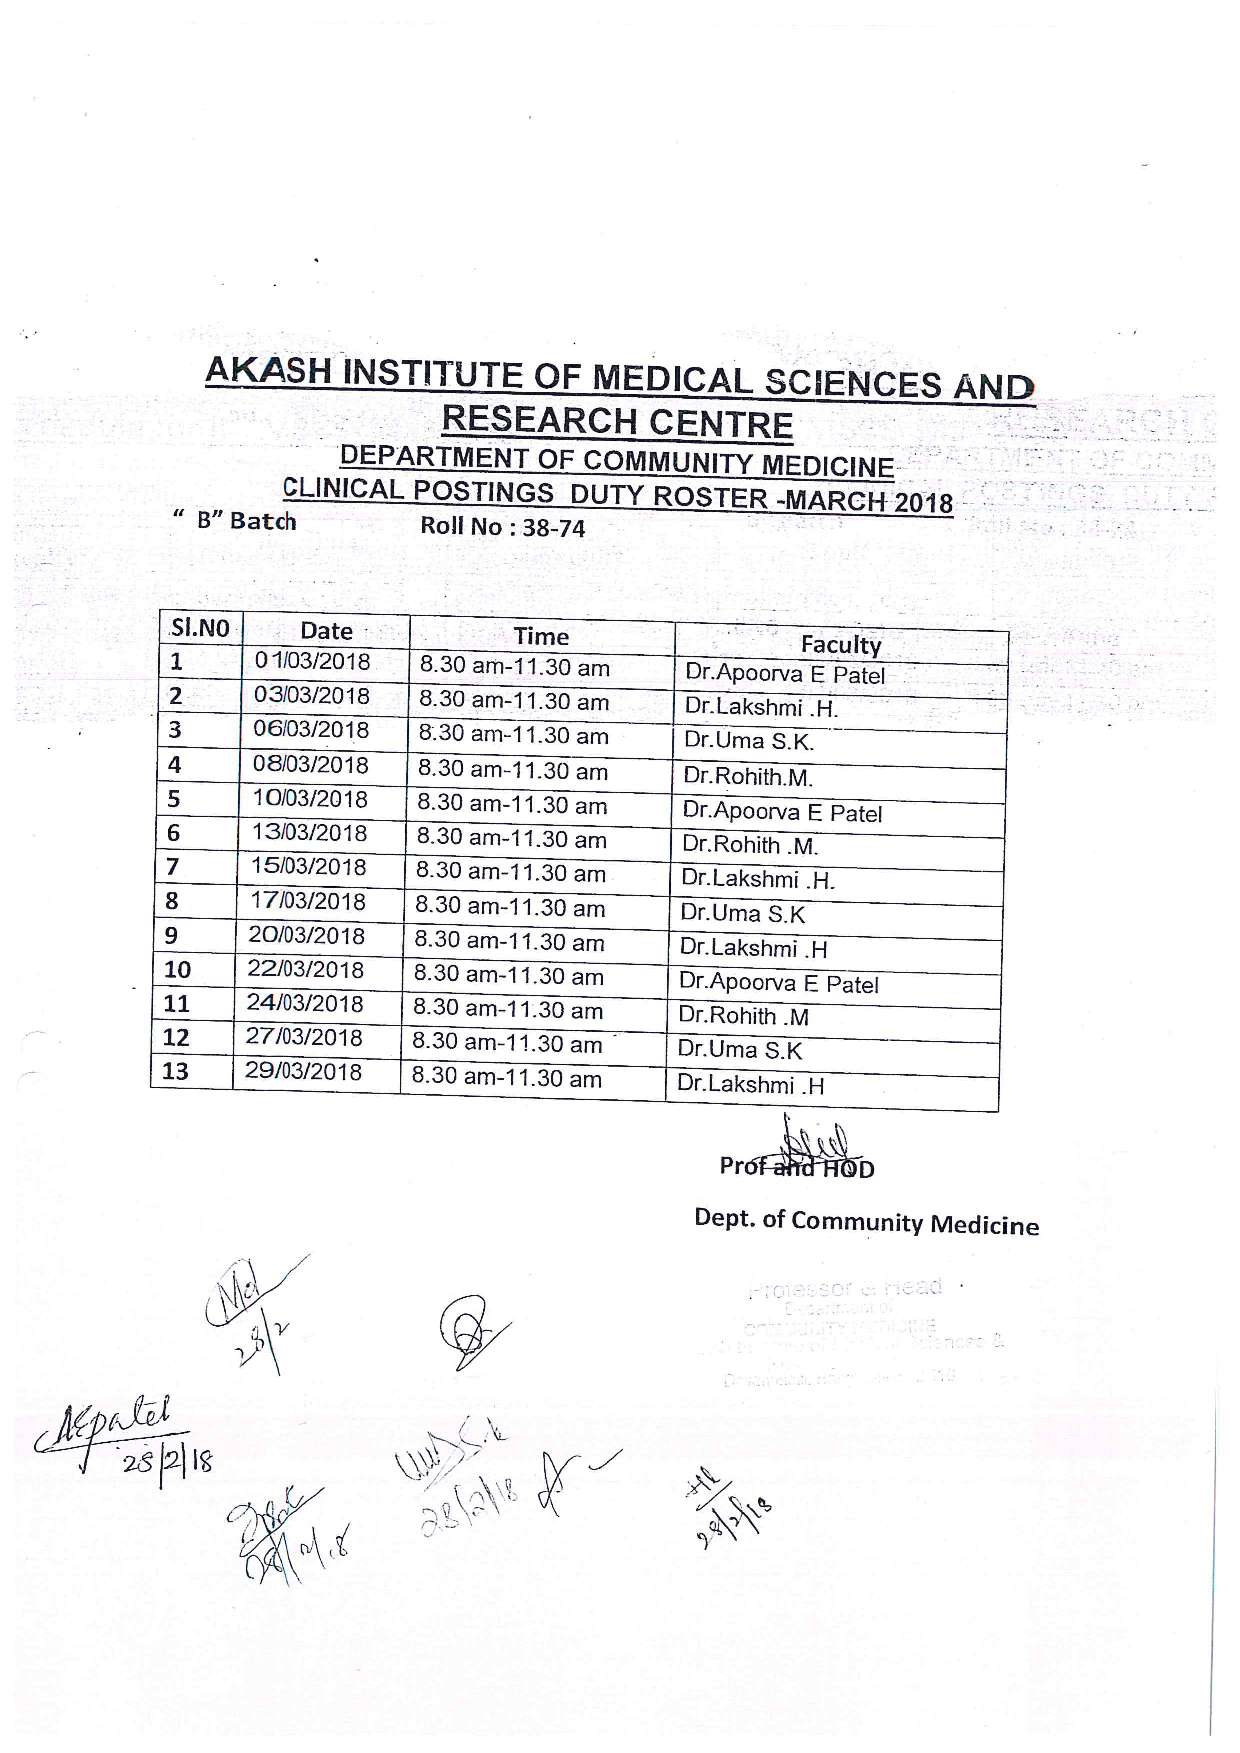 AKASH INSTITUTE OF MEDICAL SCIENCES AND
RESEARCH CENTRE
DEPARTMENT OF COMMUNITY MEDICINE
CLINICAL POSTINGS DUTY ROSTER -MARCH 2018
“ B” Batch Roll No : 38-74
Sl.N0 Date Time Faculty
1 01/03/2018 8.30 am-11.30 am Dr.Apoorva E Patel
2 03/03/2018 8.30 am-11.30 am Dr.Lakshmi .H.
3 06/03/2018 8.30 am-11.30 am Dr.Uma S.K.
4 08/03/2018 8.30 am-11.30 am Dr.Rohith.M.
5 10/03/2018 8.30 am-11.30 am Dr.Apoorva E Patel
6 13/03/2018 8.30 am-11.30 am Dr.Rohith .M.
7 15/03/2018 8.30 am-11.30 am Dr.Lakshmi .H.
8 17/03/2018 8.30 am-11.30 am Dr.Uma S.K
9 20/03/2018 8.30 am-11.30 am Dr.Lakshmi .H
10 22/03/2018 8.30 am-11.30 am Dr.Apoorva E Patel
11 24/03/2018 8.30 am-11.30 am Dr.Rohith .M
12 27/03/2018 8.30 am-11.30 am Dr.Uma S.K
13 29/03/2018 8.30 am-11.30 am Dr.Lakshmi .H
Prof and HOD
Dept. of Community Medicine
Professor & Head
Department of
COMMUNITY MEDICINE
28/2
AEpatel
28/2/18
28/2/18
28/2/18
28/2/18